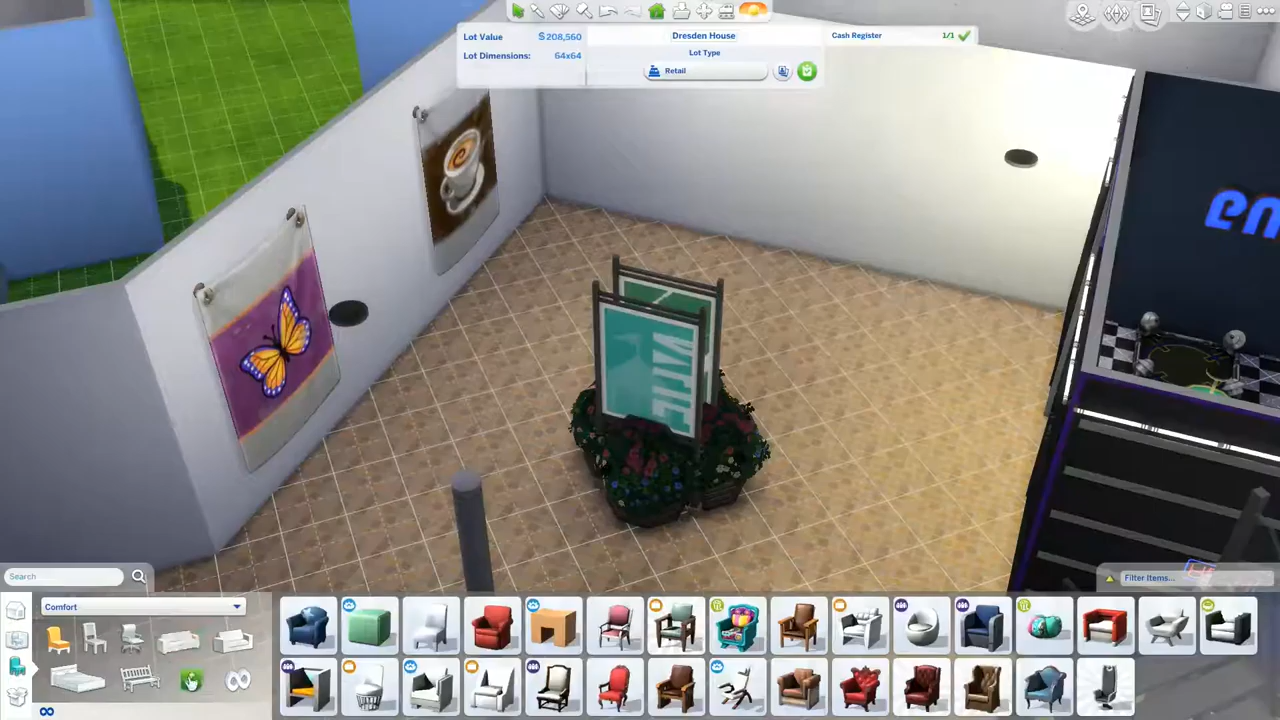 Lot Value
§208,560
Dresden House
Cash Register
1/1
Lot Dimensions:
64x64
Lot Type
Retail
Search
Filter Items...
Comfort